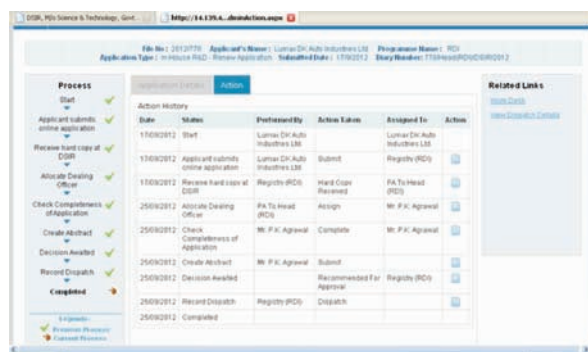 DSIR, M/o Science & Technology, Govt...
http://14.139.6...dminAction.aspx
File No : 2012/778 Applicant's Name : Lumax DK Auto Industries Ltd Programme Name : RDI
Application Type : In House R&D - Renew Application Submitted Date : 17/9/2012 Diary Number:
Process
Start
Applicant submits
online application
Receive hard copy at
DSIR
Allocate Dealing
Officer
Check Completeness
of Application
Create Abstract
Decision Awaited
Record Dispatch
Completed
Legends:
Previous Process
Current Process
Application Details Action
Action History
Date Status Performed By Action Taken Assigned To Action
17/09/2012 Start Lumax DK Auto Industries Ltd Lumax DK Auto Industries Ltd
17/09/2012 Applicant submits online application Lumax DK Auto Industries Ltd Submit Registry (RDI)
17/09/2012 Receive hard copy at DSIR Registry (RDI) Hard Copy Received PA To Head (RDI)
25/09/2012 Allocate Dealing Officer PA To Head (RDI) Assign Mr. P.K. Agrawal
25/09/2012 Check Completeness of Application Mr. P.K. Agrawal Complete Mr. P.K. Agrawal
25/09/2012 Create Abstract Mr. P.K. Agrawal Submit
25/09/2012 Decision Awaited Recommended For Approval Registry (RDI)
25/09/2012 Record Dispatch Registry (RDI) Dispatch
25/09/2012 Completed
Related Links
Work Desk
View Dispatch Details